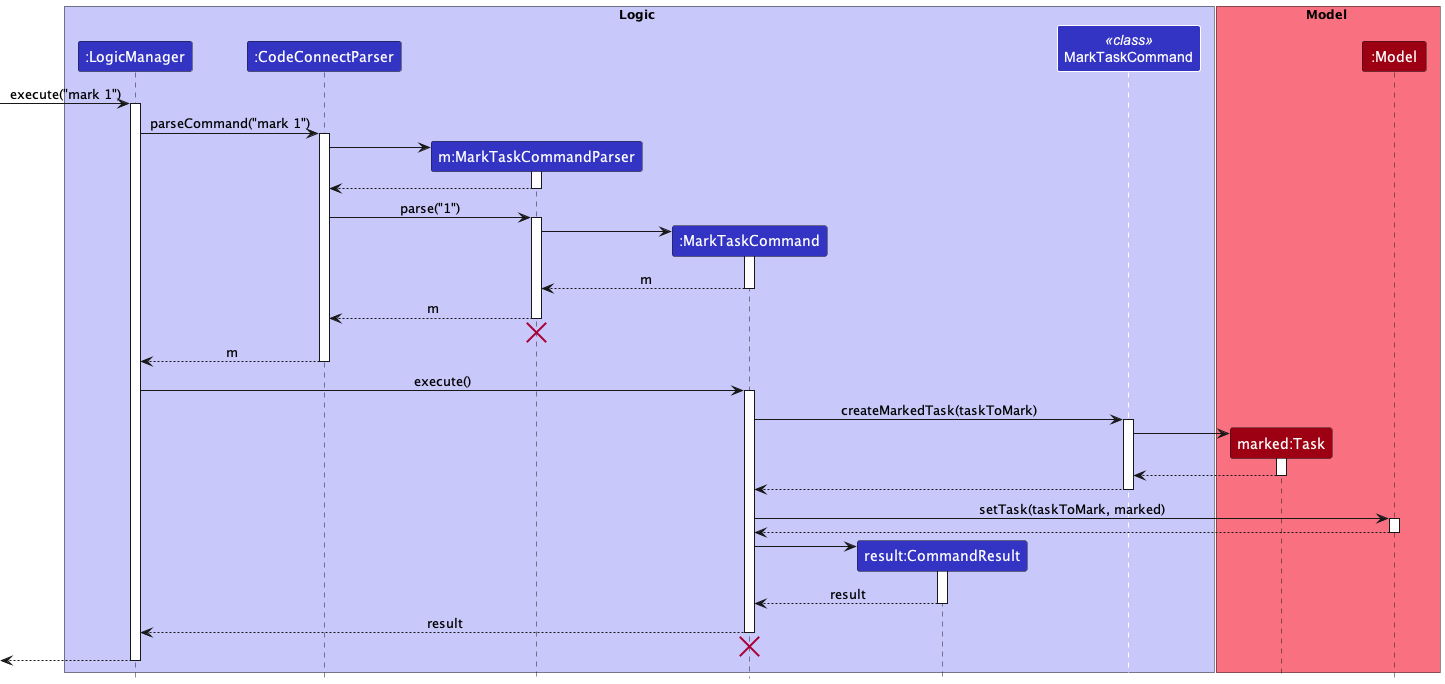 Logic
Model
«class»
MarkTaskCommand
:LogicManager
:CodeConnectParser
:Model
execute("mark 1")
parseCommand("mark 1")
m:MarkTaskCommandParser
parse("1")
:MarkTaskCommand
m
m
m
execute()
createMarkedTask(taskToMark)
marked:Task
setTask(taskToMark, marked)
result:CommandResult
result
result